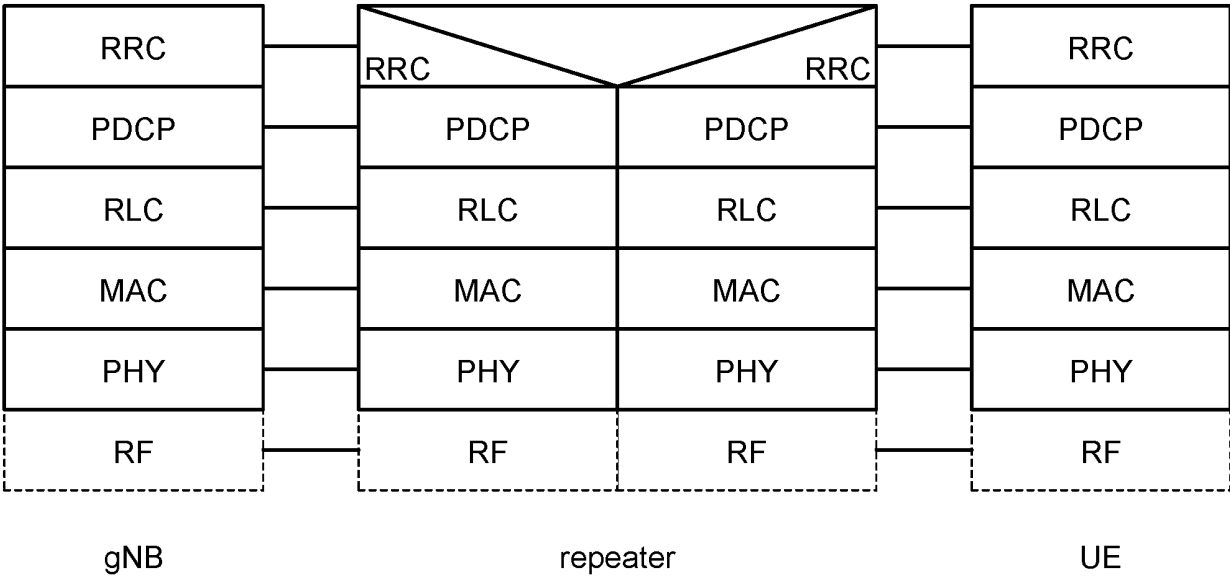 RRC RRC RRC RRC
PDCP PDCP PDCP PDCP
RLC RLC RLC RLC
MAC MAC MAC MAC
PHY PHY PHY PHY
RF RF RF RF
gNB repeater UE